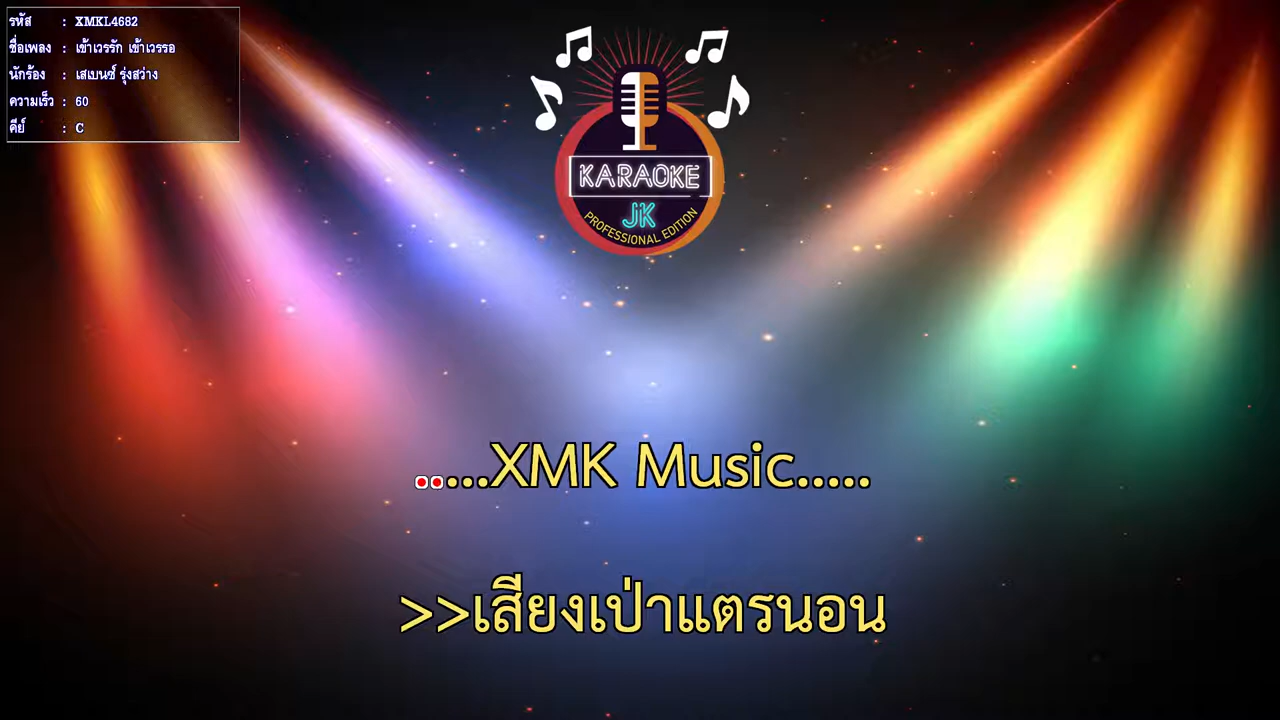 รหัส : XMKL4682
ชื่อเพลง : เข้าเวรรัก เข้าเวรรอ
นักร้อง : เสเบนซ์ รุ่งสว่าง
ความเร็ว : 60
คีย์ : C
KARAOKE
JK
PROFESSIONAL EDITION
.....XMK Music.....
>>เสียงเป่าแตรนอน